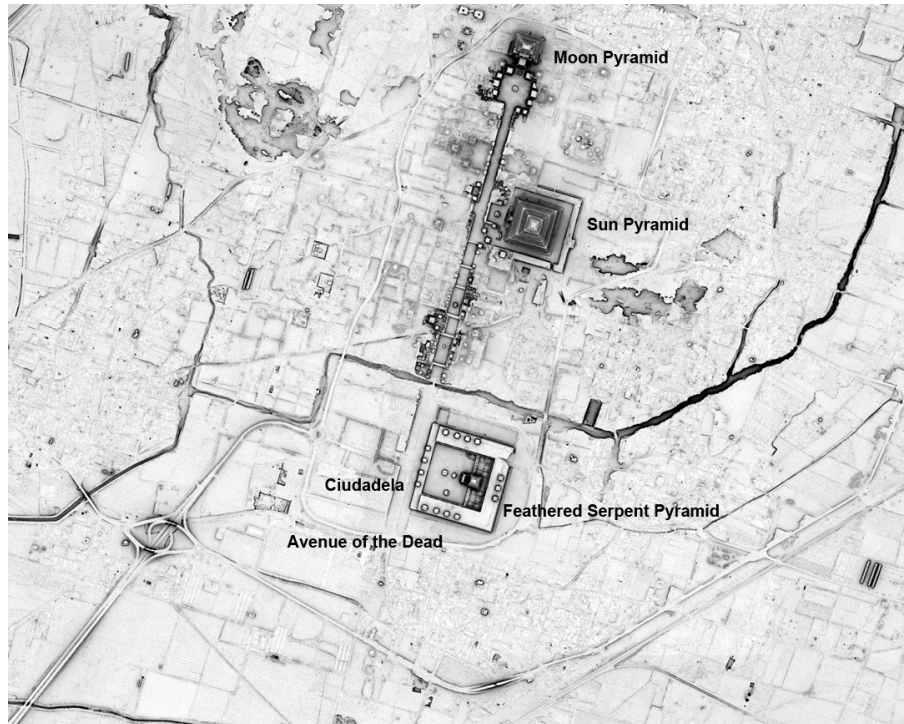 Moon Pyramid
Sun Pyramid
Ciudadela
Feathered Serpent Pyramid
Avenue of the Dead